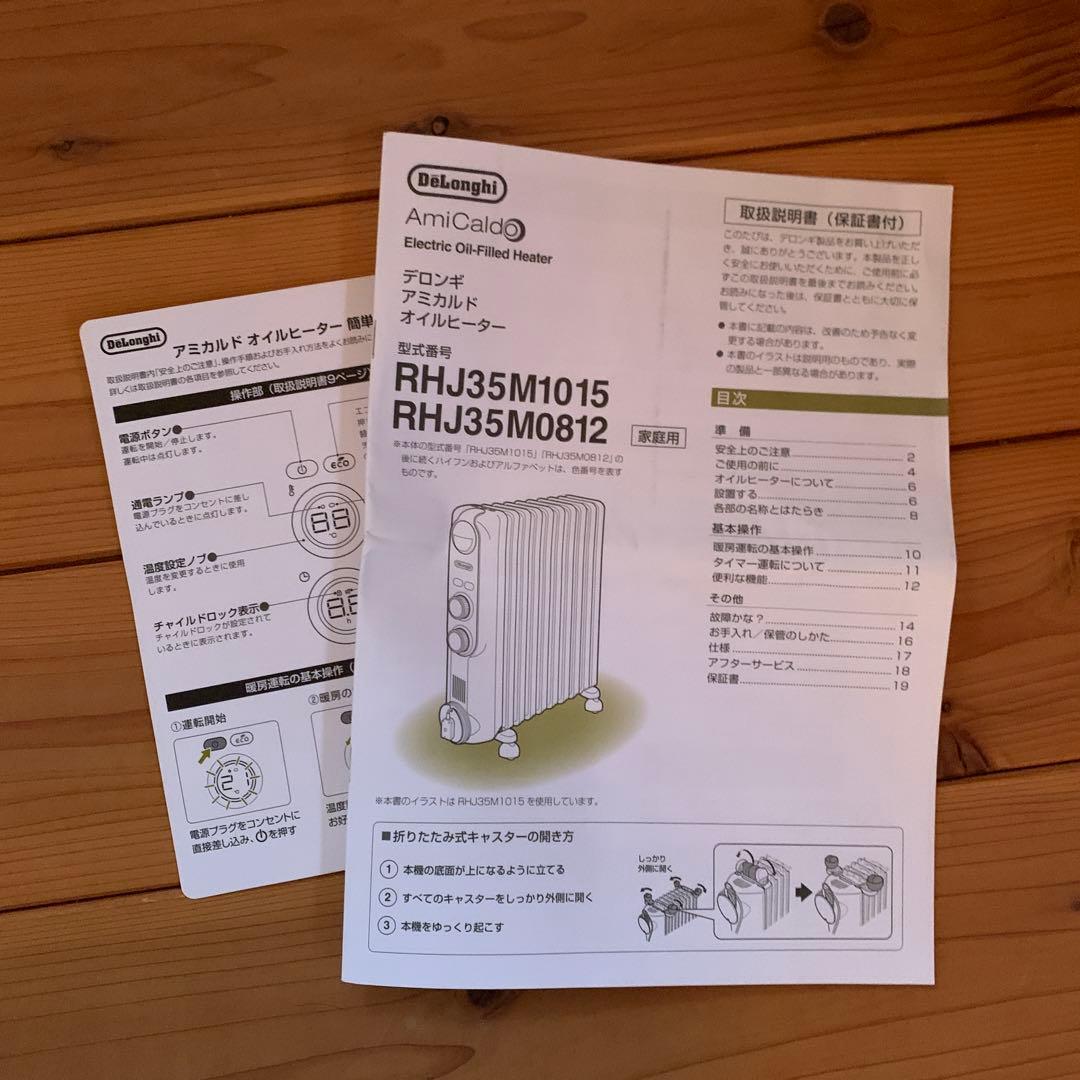 DeLonghi
AmiCaldo
Electric Oil-Filled Heater
デロンギ
アミカルド
オイルヒーター
型式番号
RHJ35M1015
RHJ35M0812
家庭用
※本体の型式番号「RHJ35M1015」「RHJ35M0812」の
後に続くハイフンおよびアルファベットは、色番号を表す
ものです。
※本書のイラストは RHJ35M1015 を使用しています。
取扱説明書（保証書付）
このたびは、デロンギ製品をお買い上げいただ
き、誠にありがとうございます。本製品を正し
く安全にお使いいただくために、ご使用前に必
ずこの取扱説明書を最後までお読みください。
お読みになった後は、保証書とともに大切に保
管してください。
● 本書に記載の内容は、改善のため予告なく変
更する場合があります。
● 本書のイラストは説明用のものであり、実際
の製品と一部異なる場合があります。
目次
準 備
安全上のご注意 2
ご使用の前に 4
オイルヒーターについて 6
設置する 6
各部の名称とはたらき 8
基本操作
暖房運転の基本操作 10
タイマー運転について 11
便利な機能 12
その他
故障かな？ 14
お手入れ／保管のしかた 16
仕様 17
アフターサービス 18
保証書 19
■折りたたみ式キャスターの開き方
① 本機の底面が上になるように立てる
② すべてのキャスターをしっかり外側に開く
③ 本機をゆっくり起こす
しっかり
外側に開く
DeLonghi
アミカルド オイルヒーター 簡単
取扱説明書内「安全上のご注意」、操作手順およびお手入れ方法をよくお読みに
詳しくは取扱説明書の各項目を参照してください。
操作部（取扱説明書9ページ）
電源ボタン
運転を開始／停止します。
運転中は点灯します。
eco
通電ランプ
電源プラグをコンセントに差し
込んでいるときに点灯します。
温度設定ノブ
温度を変更するときに使用
します。
チャイルドロック表示
チャイルドロックが設定されて
いるときに表示されます。
88
℃
h
暖房運転の基本操作（
①運転開始
②暖房の
eco
21
電源プラグをコンセントに
直接差し込み、⏻を押す
温度
お好